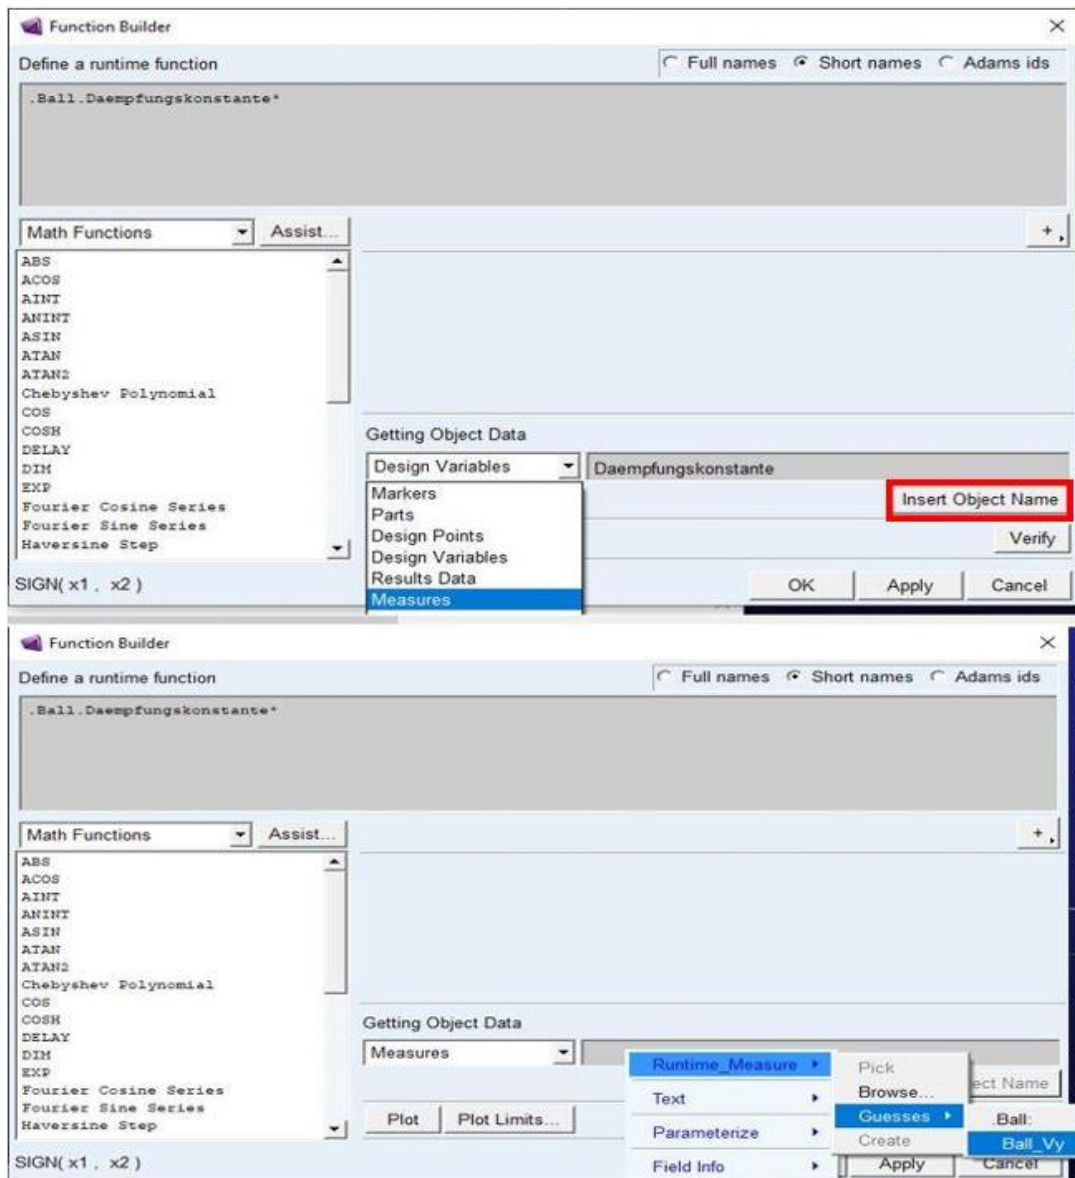 Function Builder
Define a runtime function
Full names Short names Adams ids
.Ball.Daempfungskonstante*
Math Functions Assist... +
ABS
ACOS
AINT
ANINT
ASIN
ATAN
ATAN2
Chebyshev Polynomial
COS
COSH
DELAY
DIM
EXP
Fourier Cosine Series
Fourier Sine Series
Haversine Step
SIGN( x1 , x2 )
Getting Object Data
Design Variables Daempfungskonstante
Markers
Parts
Design Points
Design Variables
Results Data
Measures
Insert Object Name
Verify
OK Apply Cancel
Function Builder
Define a runtime function
Full names Short names Adams ids
.Ball.Daempfungskonstante*
Math Functions Assist... +
ABS
ACOS
AINT
ANINT
ASIN
ATAN
ATAN2
Chebyshev Polynomial
COS
COSH
DELAY
DIM
EXP
Fourier Cosine Series
Fourier Sine Series
Haversine Step
SIGN( x1 , x2 )
Getting Object Data
Measures
Plot Plot Limits...
Runtime_Measure
Text
Parameterize
Field Info
Pick
Browse...
Guesses
Create
ect Name
.Ball:
Ball_Vy
Apply Cancel